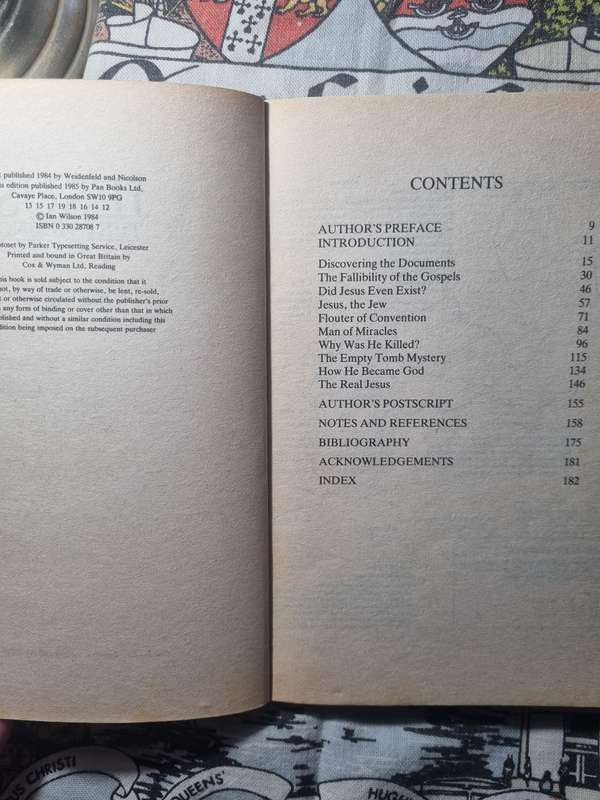 published 1984 by Weidenfeld and Nicolson
edition published 1985 by Pan Books Ltd,
Cavaye Place, London SW10 9PG
13 15 17 19 18 16 14 12
© Ian Wilson 1984
ISBN 0 330 28708 7
by Parker Typesetting Service, Leicester
Printed and bound in Great Britain by
Cox & Wyman Ltd, Reading
book is sold subject to the condition that it
not, by way of trade or otherwise, be lent, re-sold,
or otherwise circulated without the publisher's prior
any form of binding or cover other than that in which
and without a similar condition including this
being imposed on the subsequent purchaser
CONTENTS
AUTHOR'S PREFACE 9
INTRODUCTION 11
Discovering the Documents 15
The Fallibility of the Gospels 30
Did Jesus Even Exist? 46
Jesus, the Jew 57
Flouter of Convention 71
Man of Miracles 84
Why Was He Killed? 96
The Empty Tomb Mystery 115
How He Became God 134
The Real Jesus 146
AUTHOR'S POSTSCRIPT 155
NOTES AND REFERENCES 158
BIBLIOGRAPHY 175
ACKNOWLEDGEMENTS 181
INDEX 182
CHRISTI
QUEENS'